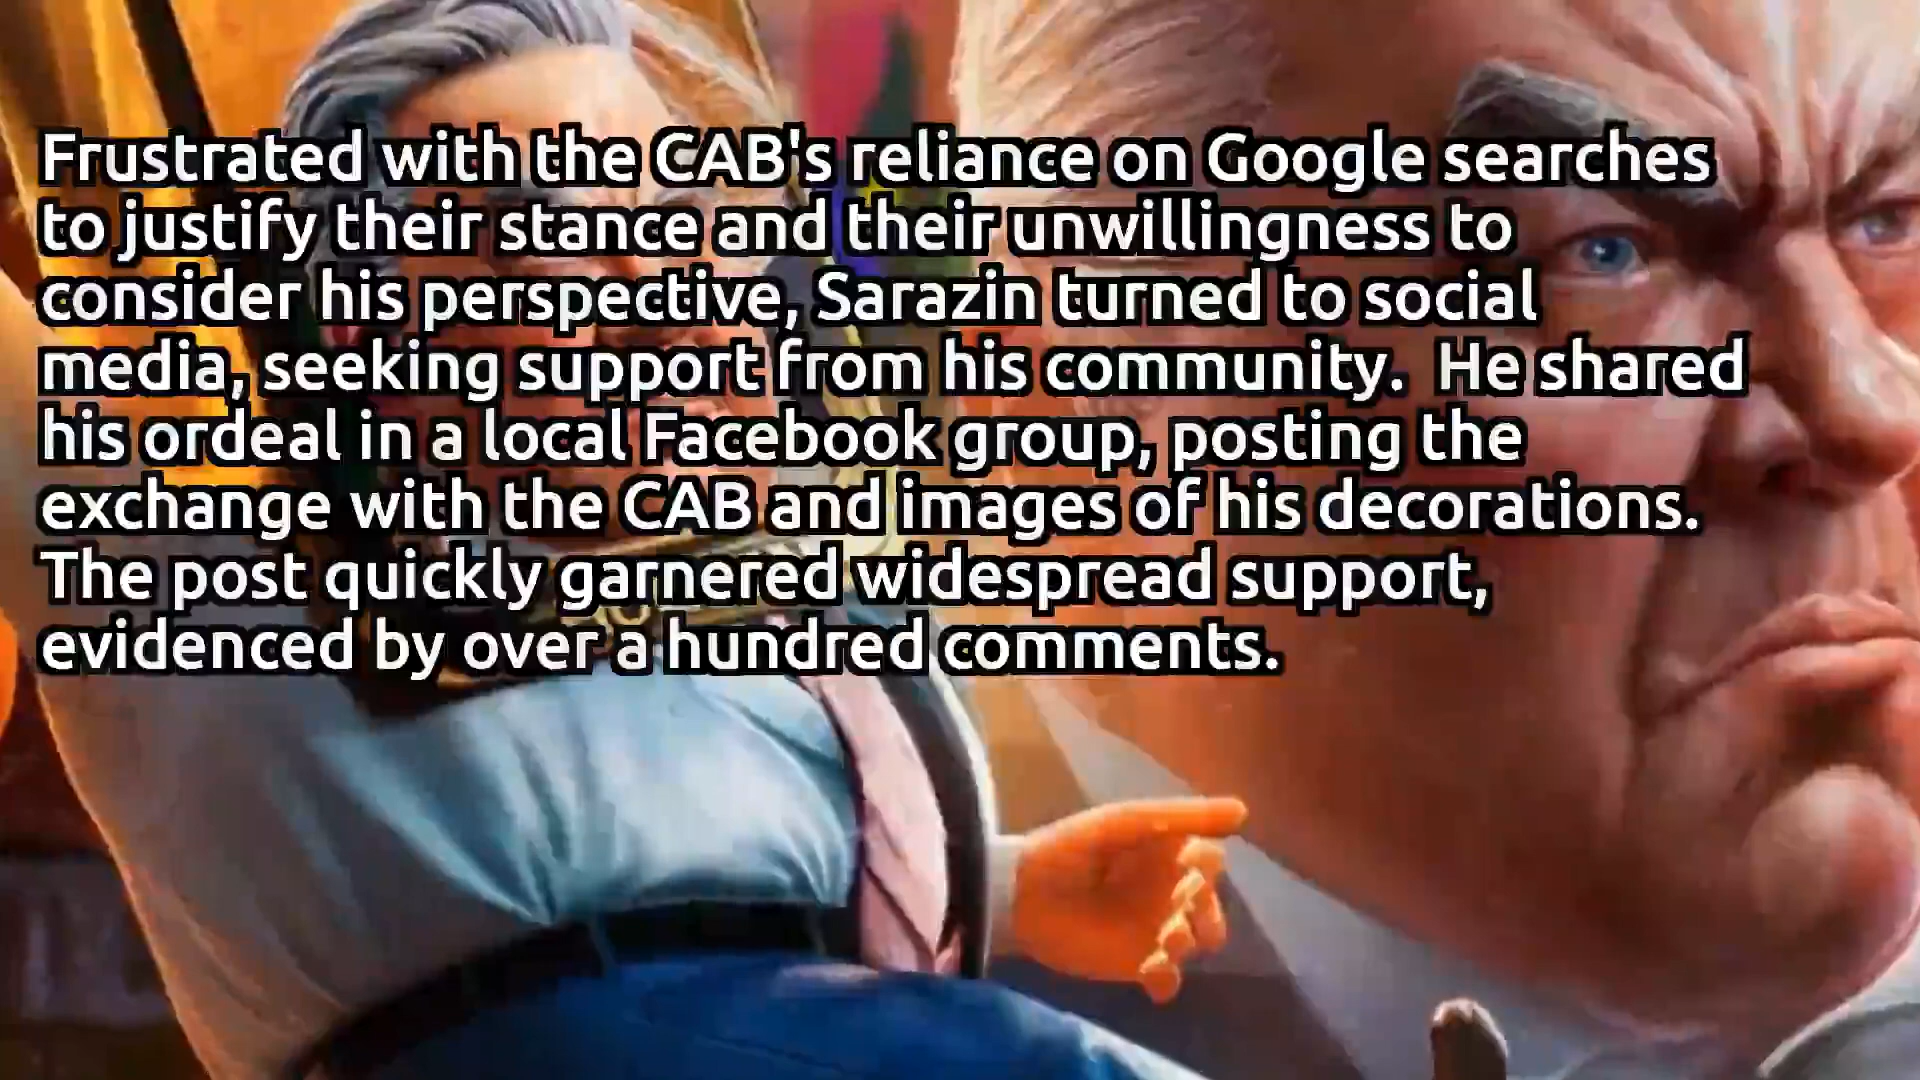 Frustrated with the CAB's reliance on Google searches
to justify their stance and their unwillingness to
consider his perspective, Sarazin turned to social
media, seeking support from his community.  He shared
his ordeal in a local Facebook group, posting the
exchange with the CAB and images of his decorations.
The post quickly garnered widespread support,
evidenced by over a hundred comments.